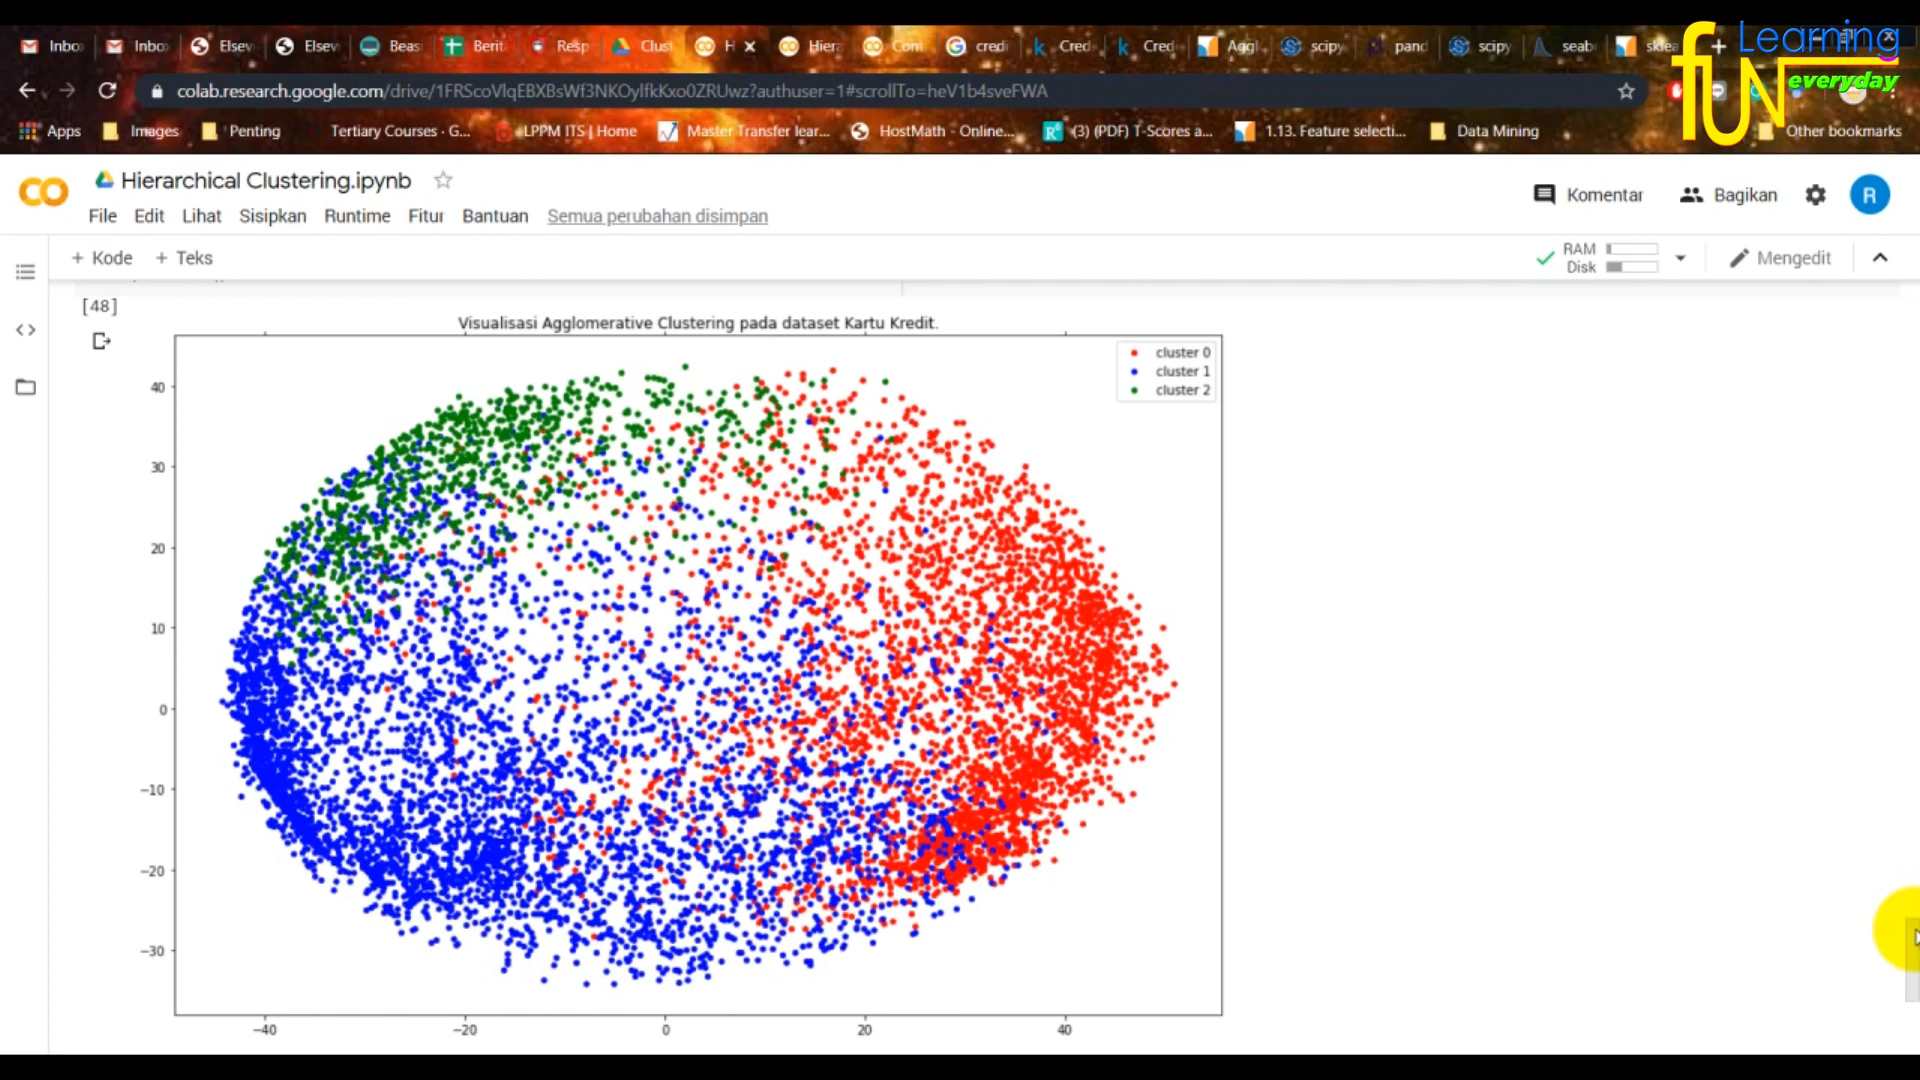 Inbo Inbo Elsev Elsev Beas Berit Resp Clust H Hiera Con credi Cred Cred Aggl scipy pand scipy seab sklea
Learning
fUN
everyday
colab.research.google.com/drive/1FRScoVlqEBXBsWf3NKOylfkKxo0ZRUwz?authuser=1#scrollTo=heV1b4sveFWA
Apps Images Penting Tertiary Courses · G... LPPM ITS | Home Master Transfer lear... HostMath - Online... (3) (PDF) T-Scores a... 1.13. Feature selecti... Data Mining Other bookmarks
Hierarchical Clustering.ipynb
File Edit Lihat Sisipkan Runtime Fitur Bantuan Semua perubahan disimpan
Komentar Bagikan R
+ Kode + Teks
RAM
Disk
Mengedit
[48]
Visualisasi Agglomerative Clustering pada dataset Kartu Kredit.
cluster 0
cluster 1
cluster 2
40
30
20
10
0
−10
−20
−30
−40 −20 0 20 40